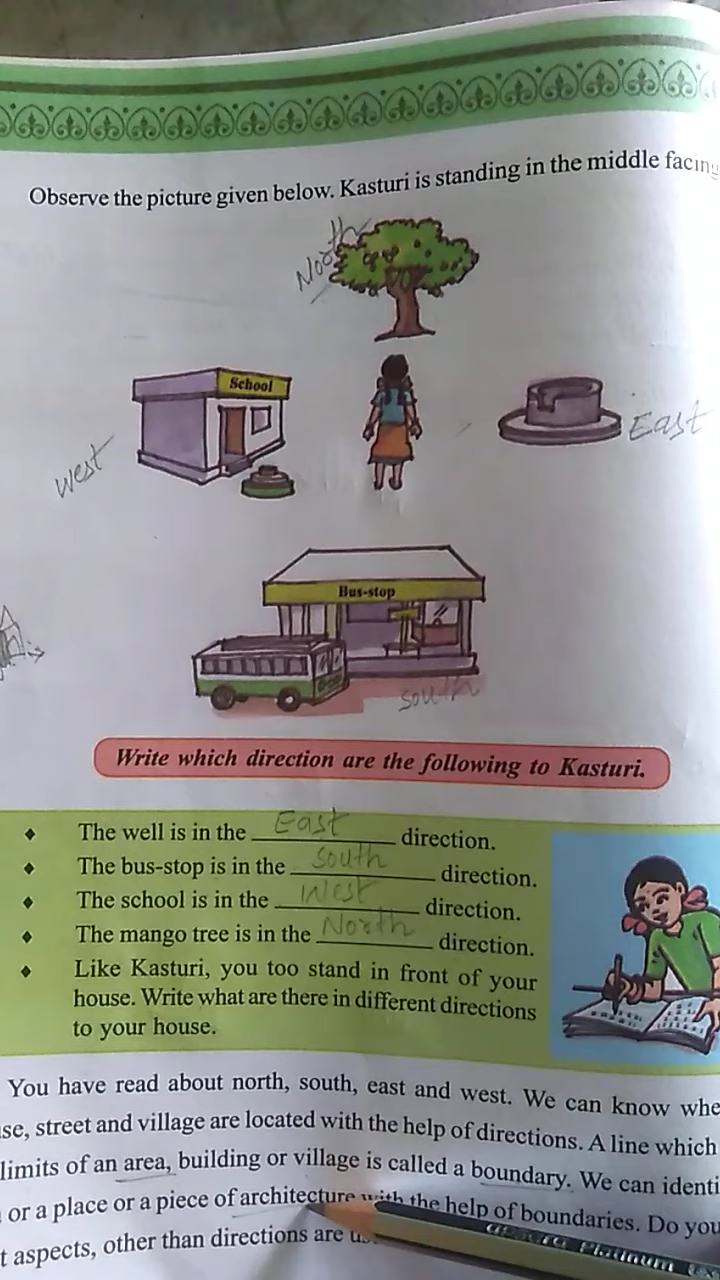 Observe the picture given below. Kasturi is standing in the middle facing
North
School
East
west
Bus-stop
south
Write which direction are the following to Kasturi.
♦ The well is in the East direction.
♦ The bus-stop is in the south direction.
♦ The school is in the West direction.
♦ The mango tree is in the North direction.
♦ Like Kasturi, you too stand in front of your
house. Write what are there in different directions
to your house.
You have read about north, south, east and west. We can know whe
se, street and village are located with the help of directions. A line which
limits of an area, building or village is called a boundary. We can identi
or a place or a piece of architecture with the help of boundaries. Do you
t aspects, other than directions are
Platinum